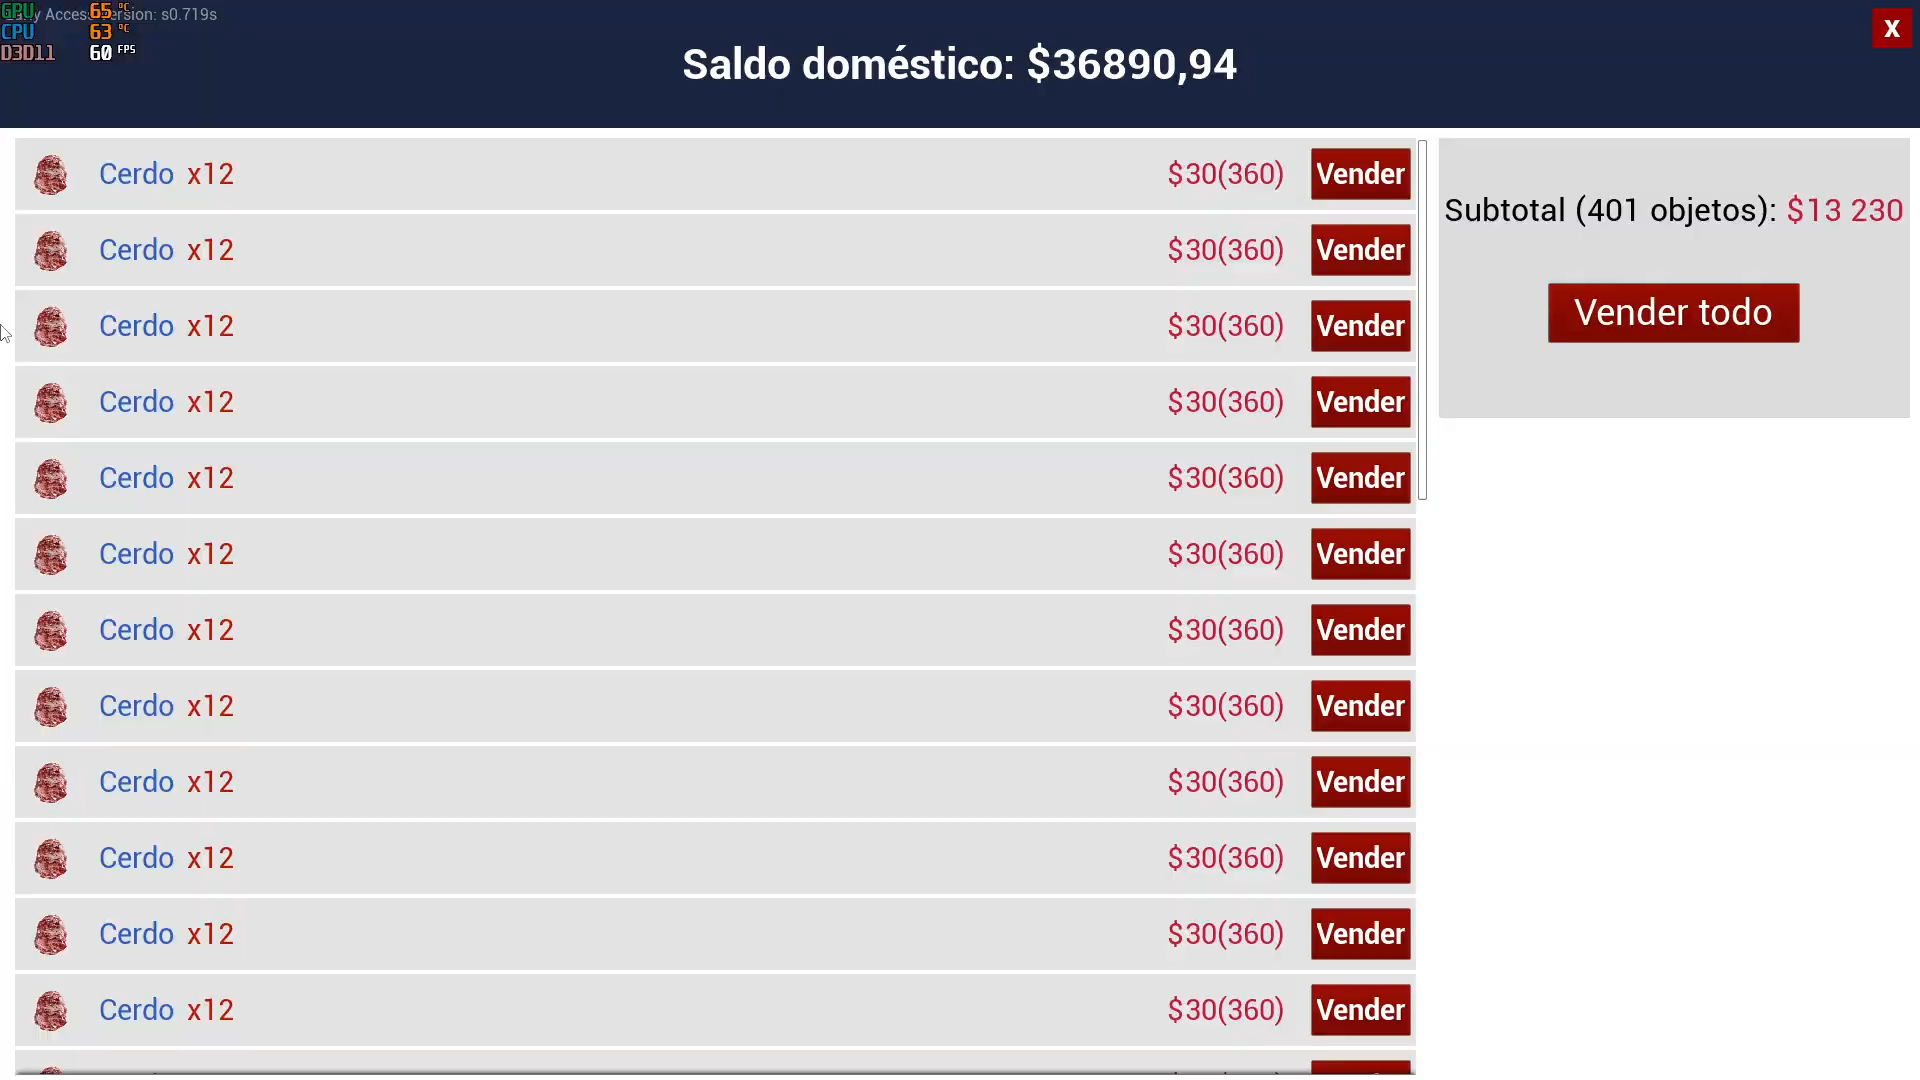 Access Version: s0.719s
GPU 65 °C
CPU 63 °C
D3D11 60 FPS
X
Saldo doméstico: $36890,94
Cerdo x12 $30(360) Vender
Cerdo x12 $30(360) Vender
Cerdo x12 $30(360) Vender
Cerdo x12 $30(360) Vender
Cerdo x12 $30(360) Vender
Cerdo x12 $30(360) Vender
Cerdo x12 $30(360) Vender
Cerdo x12 $30(360) Vender
Cerdo x12 $30(360) Vender
Cerdo x12 $30(360) Vender
Cerdo x12 $30(360) Vender
Cerdo x12 $30(360) Vender
Subtotal (401 objetos): $13 230
Vender todo